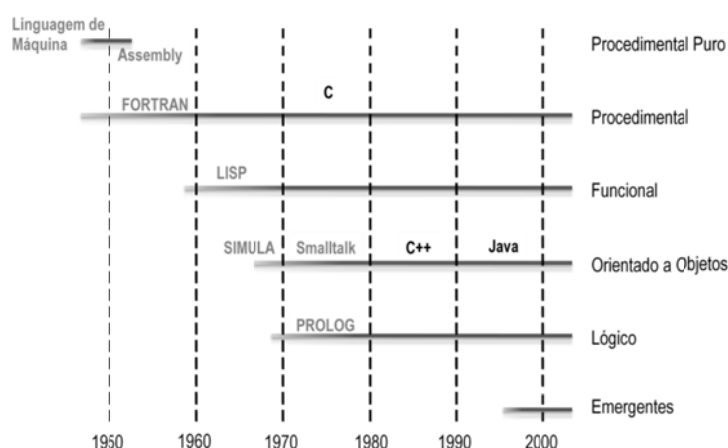 Linguagem de
Máquina
Assembly
Procedimental Puro
C
FORTRAN
Procedimental
LISP
Funcional
SIMULA Smalltalk C++ Java
Orientado a Objetos
PROLOG
Lógico
Emergentes
1950 1960 1970 1980 1990 2000